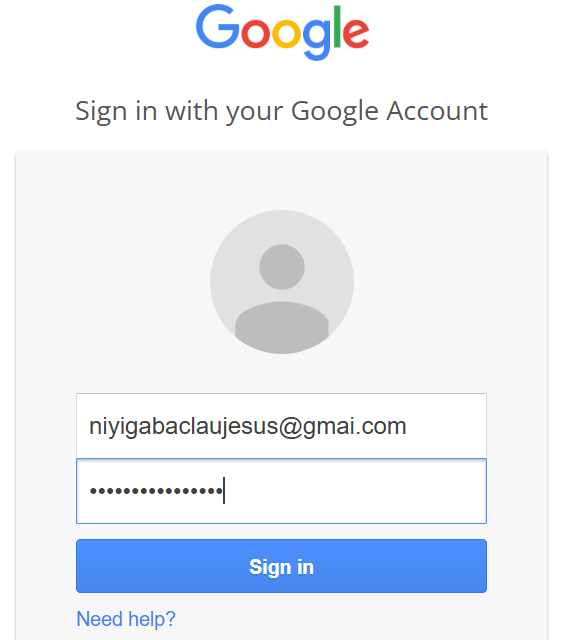 Google
Sign in with your Google Account
niyigabaclaujesus@gmai.com
••••••••••••••••
Sign in
Need help?